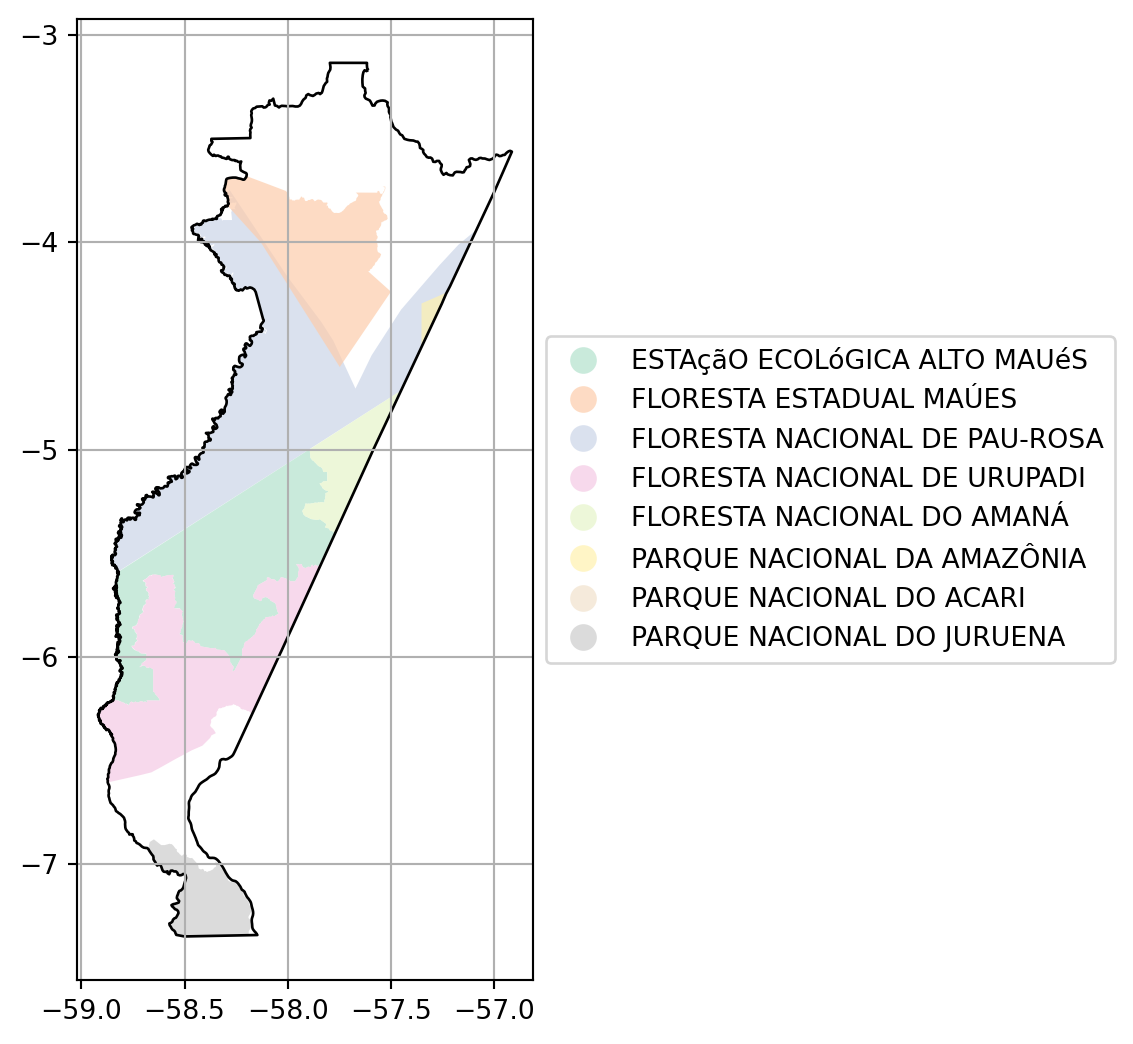 −3
−4
−5
−6
−7
−59.0 −58.5 −58.0 −57.5 −57.0
ESTAçãO ECOLóGICA ALTO MAUéS
FLORESTA ESTADUAL MAÚES
FLORESTA NACIONAL DE PAU-ROSA
FLORESTA NACIONAL DE URUPADI
FLORESTA NACIONAL DO AMANÁ
PARQUE NACIONAL DA AMAZÔNIA
PARQUE NACIONAL DO ACARI
PARQUE NACIONAL DO JURUENA